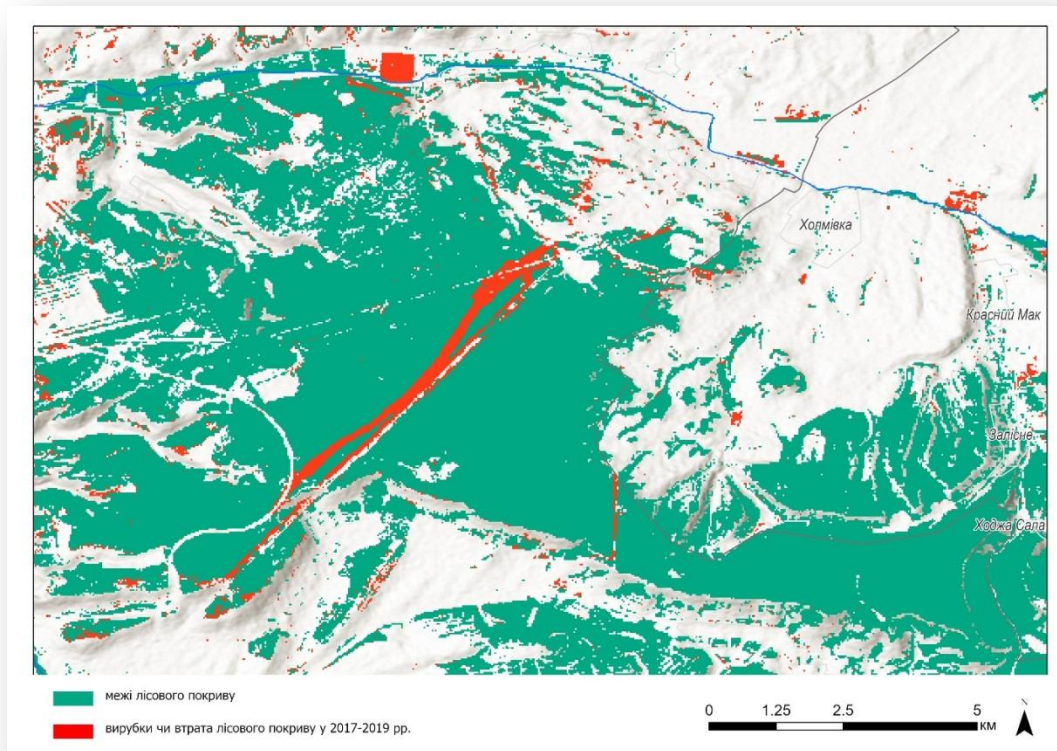 Холмівка
Красний Мак
Залісне
Ходжа Сала
межі лісового покриву
вирубки чи втрата лісового покриву у 2017-2019 рр.
0 1.25 2.5 5
км
N